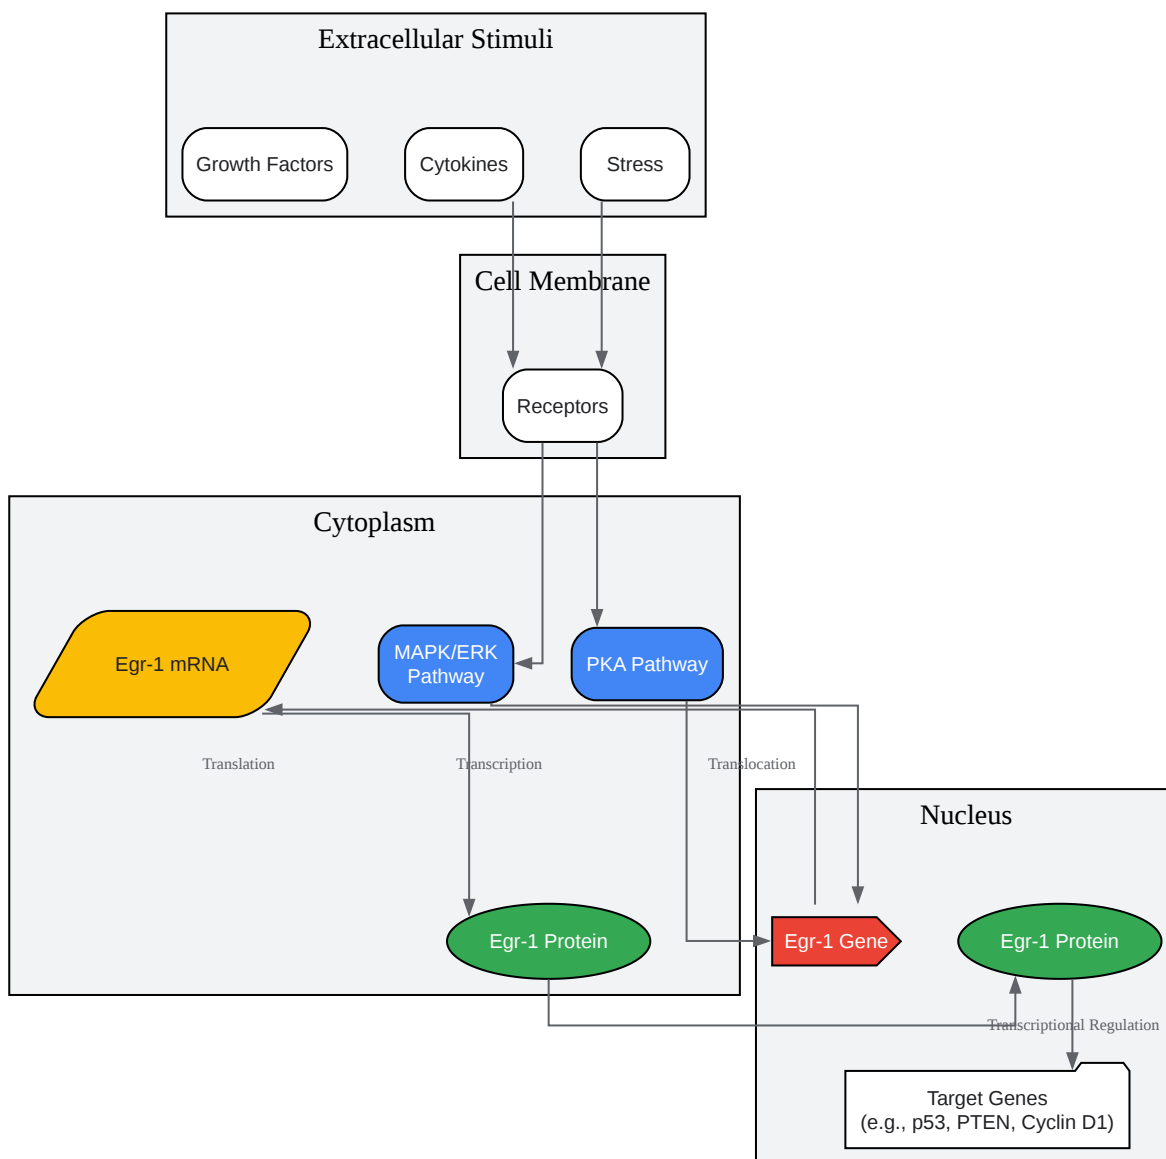 Extracellular Stimuli
Growth Factors
Cytokines
Stress
Cell Membrane
Receptors
Cytoplasm
Egr-1 mRNA
MAPK/ERK
Pathway
PKA Pathway
Translation
Transcription
Translocation
Nucleus
Egr-1 Protein
Egr-1 Gene
Egr-1 Protein
Transcriptional Regulation
Target Genes
(e.g., p53, PTEN, Cyclin D1)